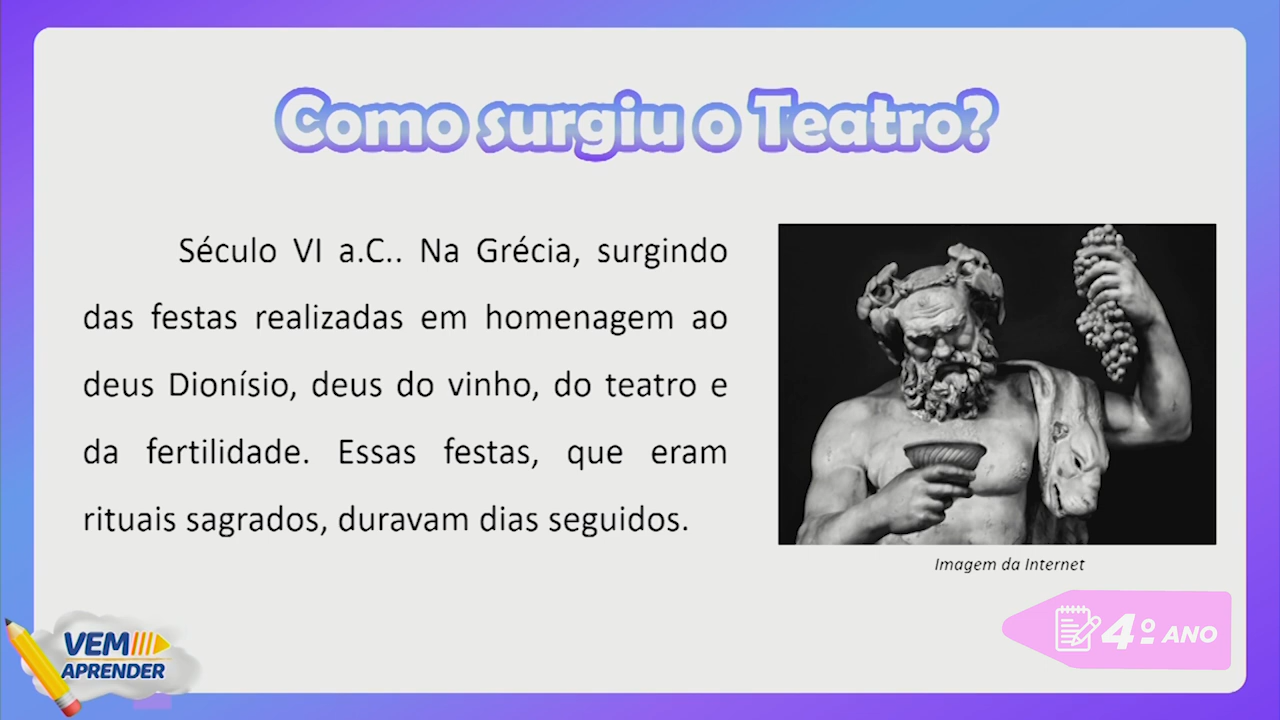 Como surgiu o Teatro?
Século VI a.C.. Na Grécia, surgindo
das festas realizadas em homenagem ao
deus Dionísio, deus do vinho, do teatro e
da fertilidade. Essas festas, que eram
rituais sagrados, duravam dias seguidos.
Imagem da Internet
4º ANO
VEM
APRENDER